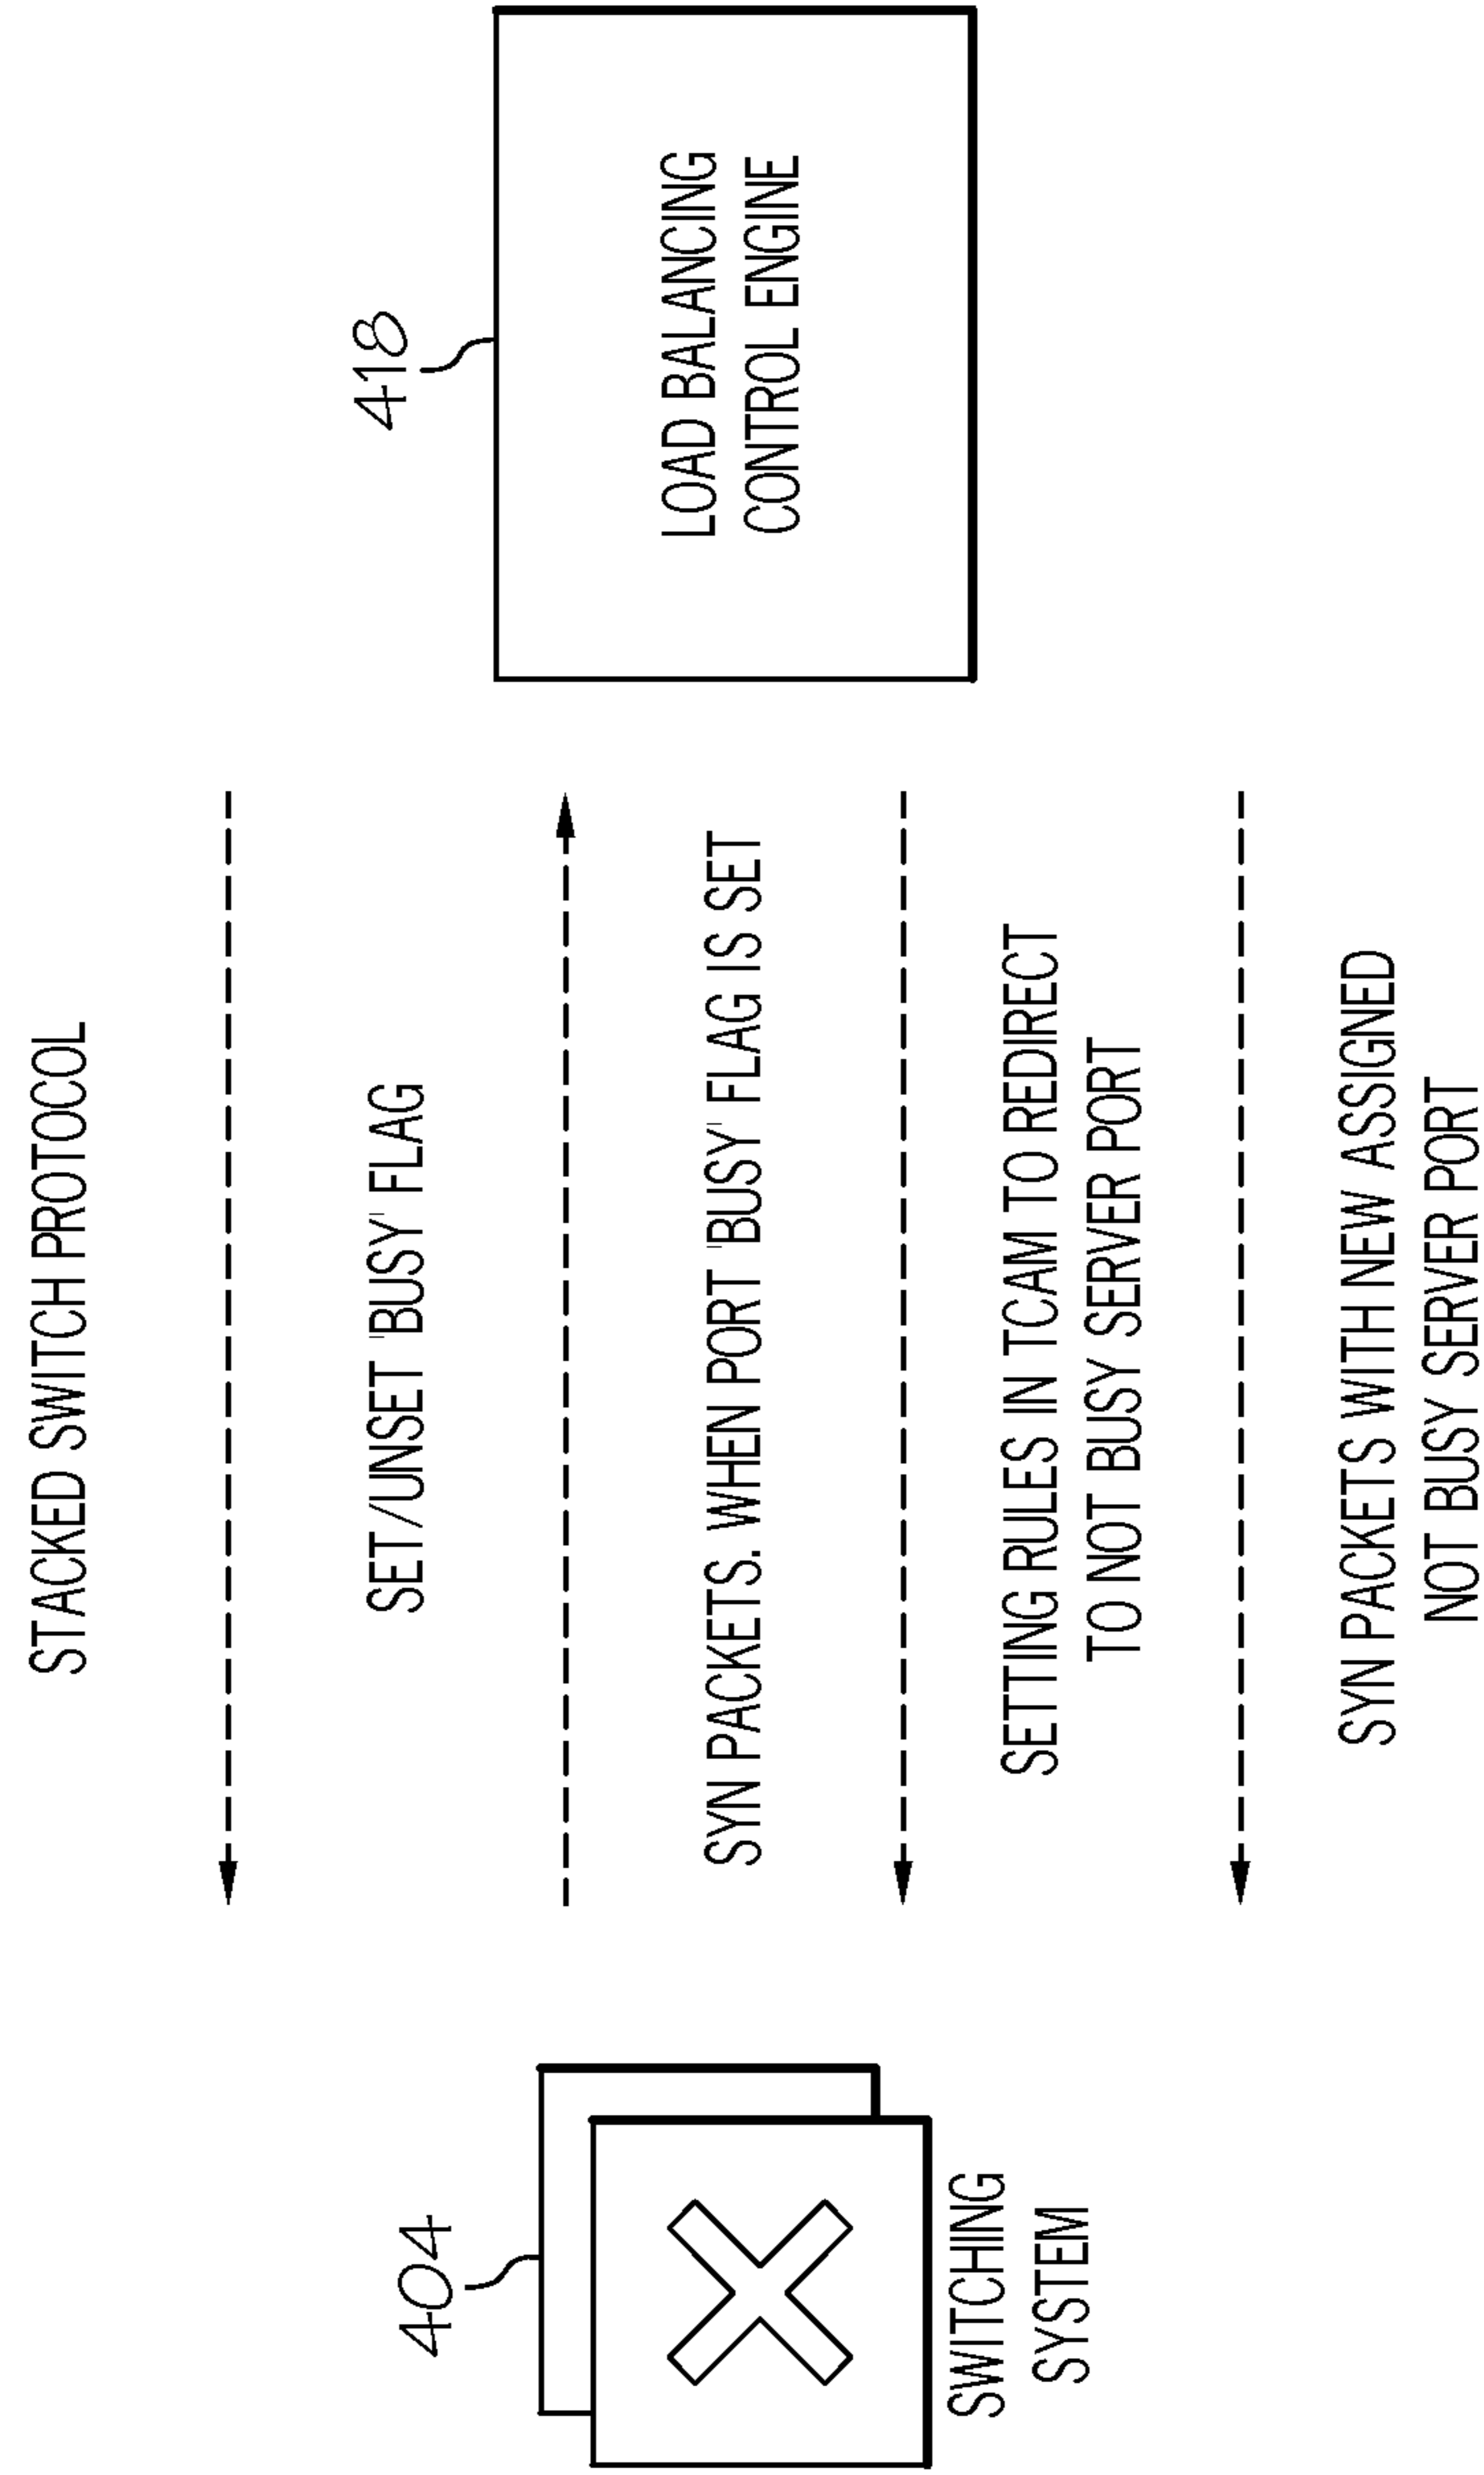 STACKED SWITCH PROTOCOL
SET/UNSET 'BUSY' FLAG
404
418
SYN PACKETS. WHEN PORT 'BUSY' FLAG IS SET
LOAD BALANCING
CONTROL ENGINE
SWITCHING
SYSTEM
SETTING RULES IN TCAM TO REDIRECT
TO NOT BUSY SERVER PORT
SYN PACKETS WITH NEW ASSIGNED
NOT BUSY SERVER PORT